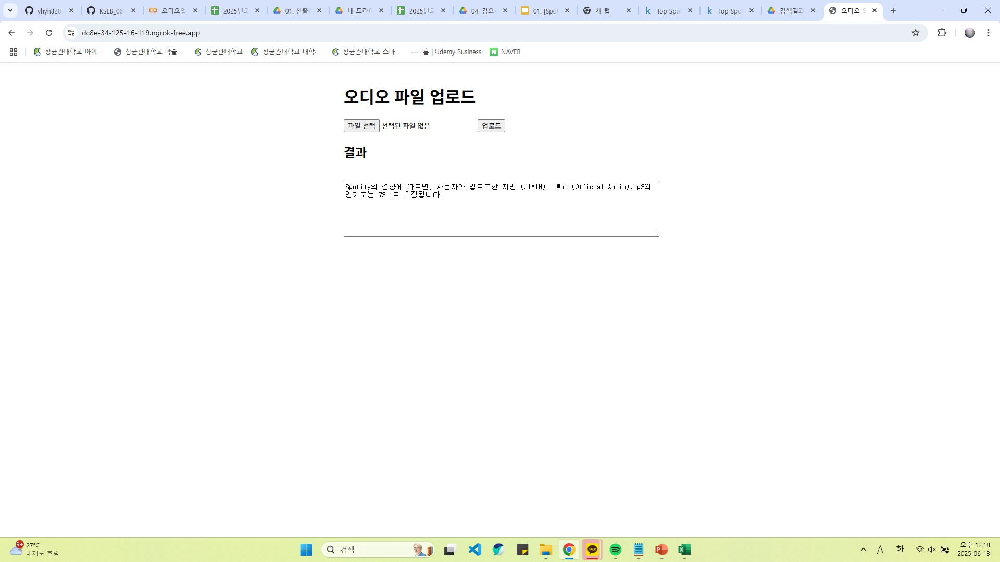 yhyh328/
KSEB_06
오디오업
2025년도
01. 산출
내 드라이
2025년도
04. 김요
01. [Spot
새 탭
Top Spo
Top Spo
검색결과
오디오
dc8e-34-125-16-119.ngrok-free.app
성균관대학교 아이...
성균관대학교 학술...
성균관대학교
성균관대학교 대학·...
성균관대학교 스마...
홈 | Udemy Business
NAVER
오디오 파일 업로드
파일 선택 선택된 파일 없음 업로드
결과
Spotify의 경향에 따르면, 사용자가 업로드한 지민 (JIMIN) - Who (Official Audio).mp3의
인기도는 73.1로 추정됩니다.
9+
27°C
대체로 흐림
검색
TALK
A
한
오후 12:18
2025-06-13